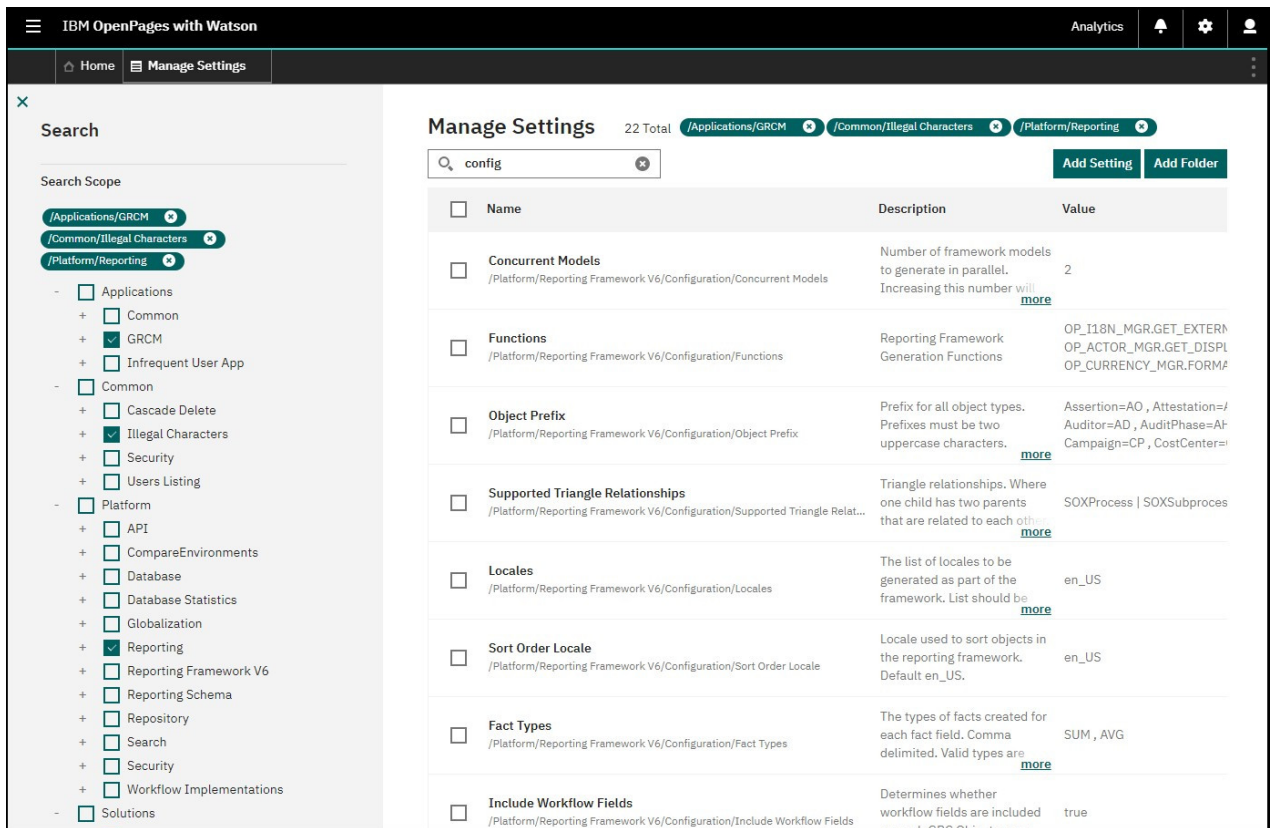 IBM OpenPages with Watson
Analytics
Home
Manage Settings
Search
Search Scope
/Applications/GRCM
/Common/Illegal Characters
/Platform/Reporting
- Applications
+ Common
+ GRCM
+ Infrequent User App
- Common
+ Cascade Delete
+ Illegal Characters
+ Security
+ Users Listing
- Platform
+ API
+ CompareEnvironments
+ Database
+ Database Statistics
+ Globalization
+ Reporting
+ Reporting Framework V6
+ Reporting Schema
+ Repository
+ Search
+ Security
+ Workflow Implementations
- Solutions
Manage Settings 22 Total /Applications/GRCM /Common/Illegal Characters /Platform/Reporting
config
Add Setting Add Folder
Name Description Value
Concurrent Models
/Platform/Reporting Framework V6/Configuration/Concurrent Models
Number of framework models
to generate in parallel.
Increasing this number will
more
2
Functions
/Platform/Reporting Framework V6/Configuration/Functions
Reporting Framework
Generation Functions
OP_I18N_MGR.GET_EXTERN
OP_ACTOR_MGR.GET_DISPL
OP_CURRENCY_MGR.FORMA
Object Prefix
/Platform/Reporting Framework V6/Configuration/Object Prefix
Prefix for all object types.
Prefixes must be two
uppercase characters.
more
Assertion=AO , Attestation=A
Auditor=AD , AuditPhase=AH
Campaign=CP , CostCenter=
Supported Triangle Relationships
/Platform/Reporting Framework V6/Configuration/Supported Triangle Relat...
Triangle relationships. Where
one child has two parents
that are related to each other
more
SOXProcess | SOXSubproces
Locales
/Platform/Reporting Framework V6/Configuration/Locales
The list of locales to be
generated as part of the
framework. List should be
more
en_US
Sort Order Locale
/Platform/Reporting Framework V6/Configuration/Sort Order Locale
Locale used to sort objects in
the reporting framework.
Default en_US.
en_US
Fact Types
/Platform/Reporting Framework V6/Configuration/Fact Types
The types of facts created for
each fact field. Comma
delimited. Valid types are
more
SUM , AVG
Include Workflow Fields
/Platform/Reporting Framework V6/Configuration/Include Workflow Fields
Determines whether
workflow fields are included
true